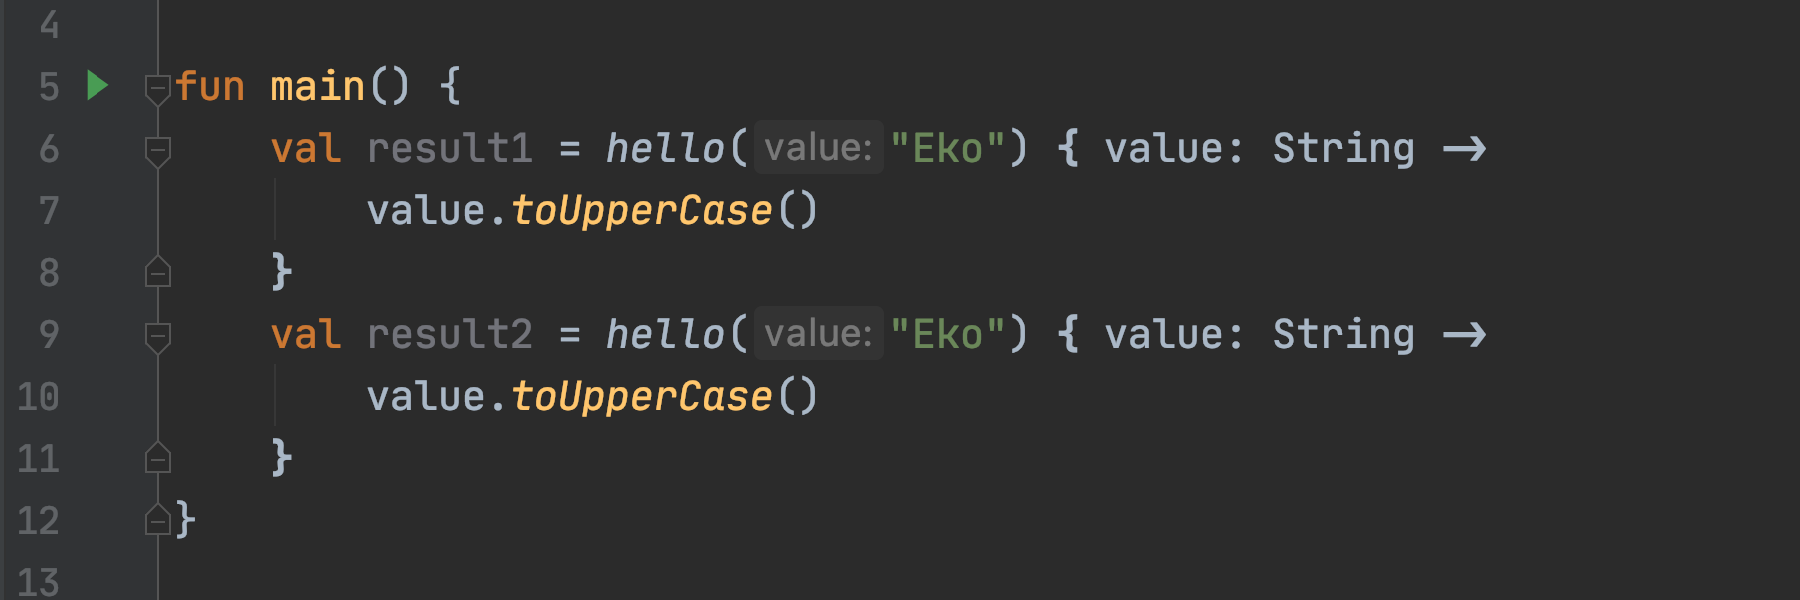 4
5 fun main() {
6 val result1 = hello( value: "Eko") { value: String →
7 value.toUpperCase()
8 }
9 val result2 = hello( value: "Eko") { value: String →
10 value.toUpperCase()
11 }
12 }
13